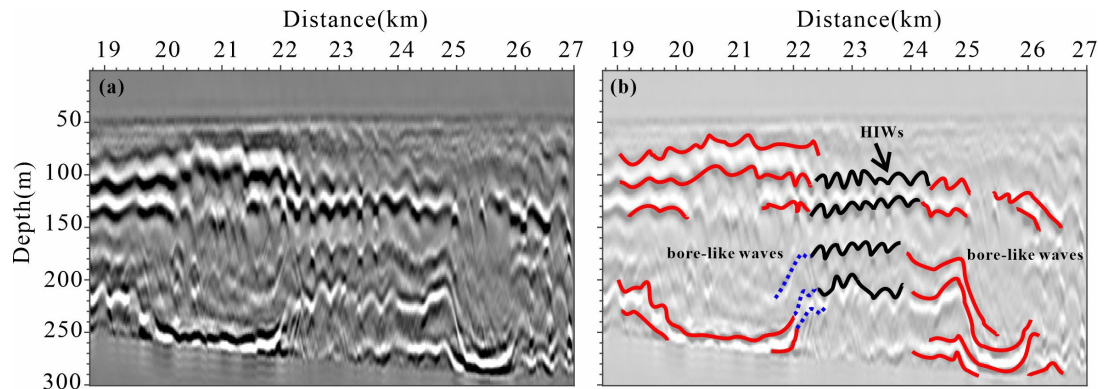 Distance(km) Distance(km)
19 20 21 22 23 24 25 26 27 19 20 21 22 23 24 25 26 27
(a) (b)
50
HIWs
100
150
Depth(m)
bore-like waves bore-like waves
200
250
300